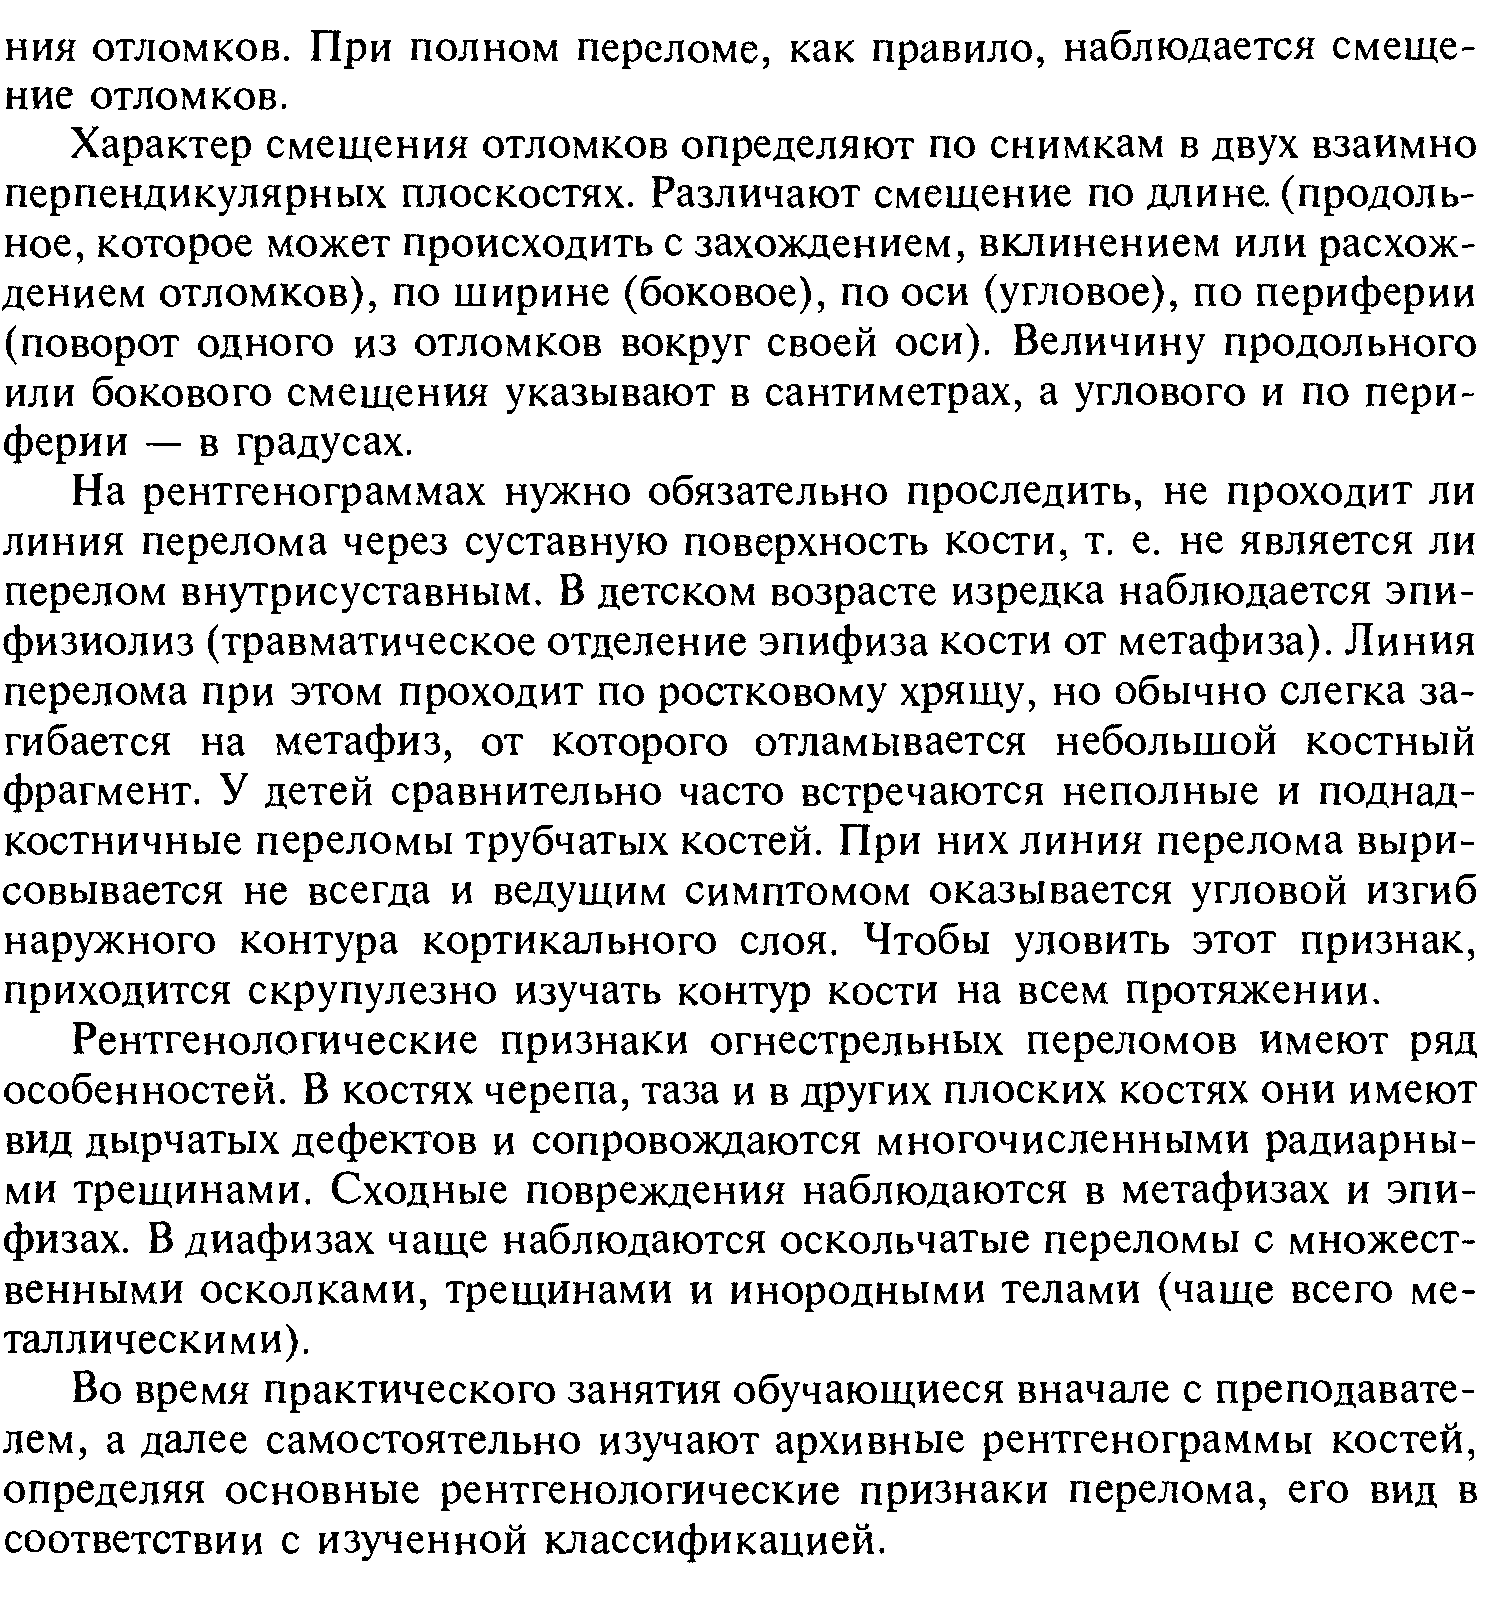 ния отломков. При полном переломе, как правило, наблюдается смеще-
ние отломков.
Характер смещения отломков определяют по снимкам в двух взаимно
перпендикулярных плоскостях. Различают смещение по длине (продоль-
ное, которое может происходить с захождением, вклинением или расхож-
дением отломков), по ширине (боковое), по оси (угловое), по периферии
(поворот одного из отломков вокруг своей оси). Величину продольного
или бокового смещения указывают в сантиметрах, а углового и по пери-
ферии — в градусах.
На рентгенограммах нужно обязательно проследить, не проходит ли
линия перелома через суставную поверхность кости, т. е. не является ли
перелом внутрисуставным. В детском возрасте изредка наблюдается эпи-
физиолиз (травматическое отделение эпифиза кости от метафиза). Линия
перелома при этом проходит по ростковому хрящу, но обычно слегка за-
гибается на метафиз, от которого отламывается небольшой костный
фрагмент. У детей сравнительно часто встречаются неполные и поднад-
костничные переломы трубчатых костей. При них линия перелома выри-
совывается не всегда и ведущим симптомом оказывается угловой изгиб
наружного контура кортикального слоя. Чтобы уловить этот признак,
приходится скрупулезно изучать контур кости на всем протяжении.
Рентгенологические признаки огнестрельных переломов имеют ряд
особенностей. В костях черепа, таза и в других плоских костях они имеют
вид дырчатых дефектов и сопровождаются многочисленными радиарны-
ми трещинами. Сходные повреждения наблюдаются в метафизах и эпи-
физах. В диафизах чаще наблюдаются оскольчатые переломы с множест-
венными осколками, трещинами и инородными телами (чаще всего ме-
таллическими).
Во время практического занятия обучающиеся вначале с преподавате-
лем, а далее самостоятельно изучают архивные рентгенограммы костей,
определяя основные рентгенологические признаки перелома, его вид в
соответствии с изученной классификацией.